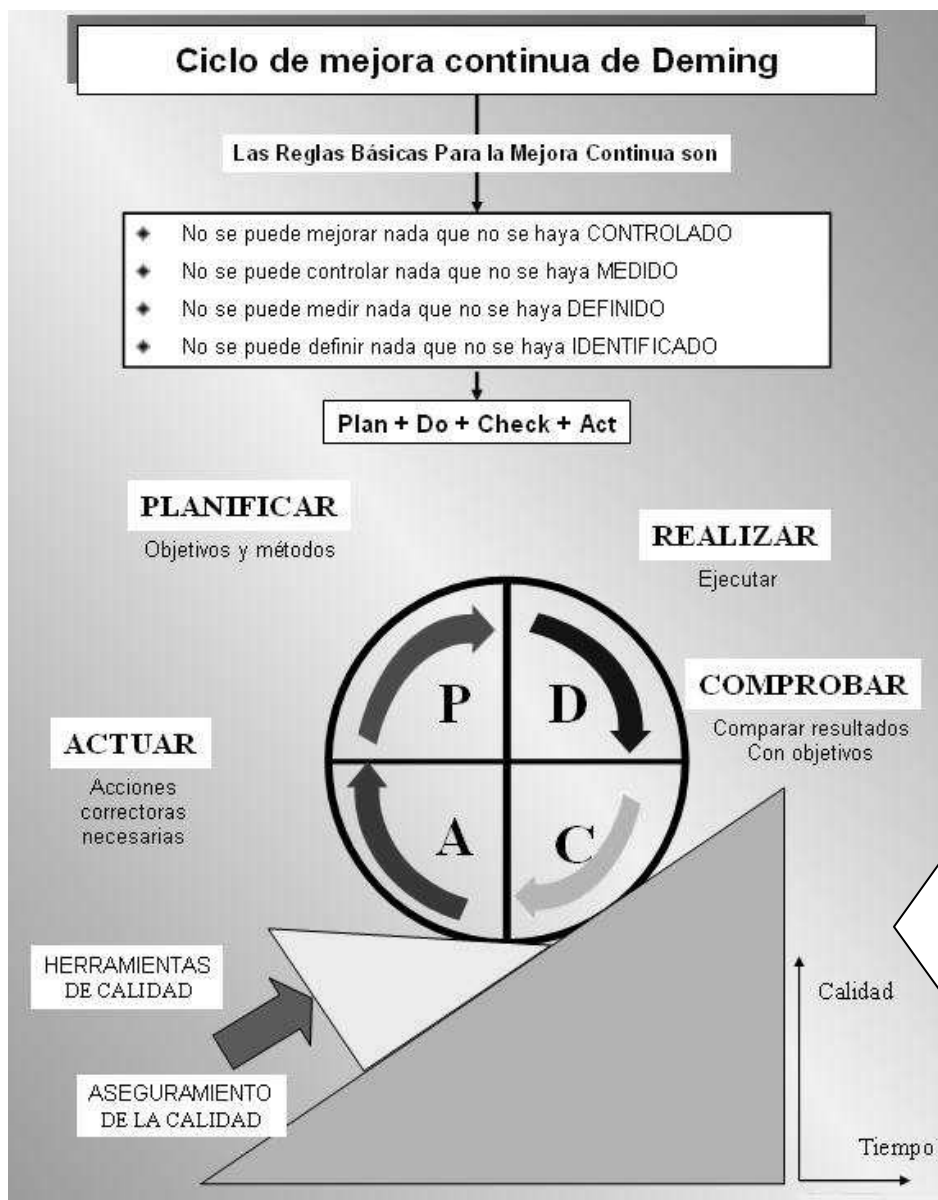 Ciclo de mejora continua de Deming
Las Reglas Básicas Para la Mejora Continua son
No se puede mejorar nada que no se haya CONTROLADO
No se puede controlar nada que no se haya MEDIDO
No se puede medir nada que no se haya DEFINIDO
No se puede definir nada que no se haya IDENTIFICADO
Plan + Do + Check + Act
PLANIFICAR
Objetivos y métodos
REALIZAR
Ejecutar
P
D
COMPROBAR
Comparar resultados
Con objetivos
ACTUAR
Acciones
correctoras
necesarias
A
C
HERRAMIENTAS
DE CALIDAD
ASEGURAMIENTO
DE LA CALIDAD
Calidad
Tiempo